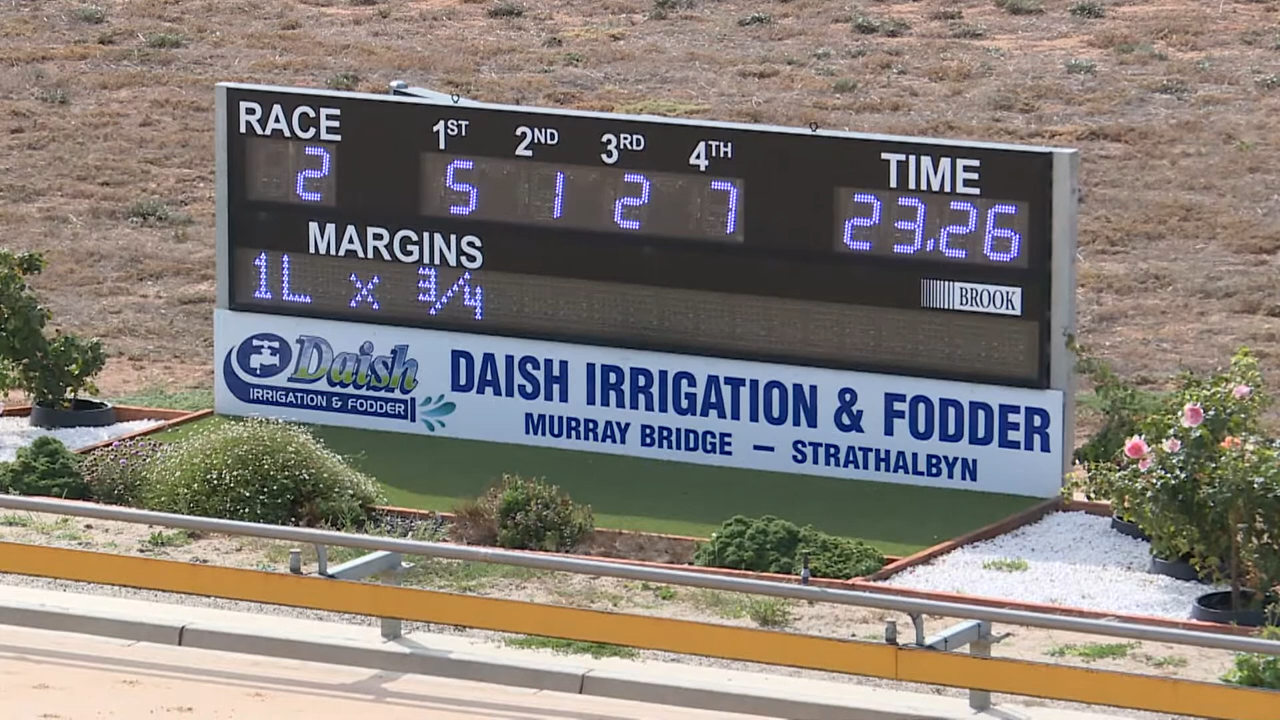 RACE 1ST 2ND 3RD 4TH TIME
2 5 1 2 7 23.26
MARGINS
1L x 3/4
BROOK
Daish
IRRIGATION & FODDER
DAISH IRRIGATION & FODDER
MURRAY BRIDGE – STRATHALBYN